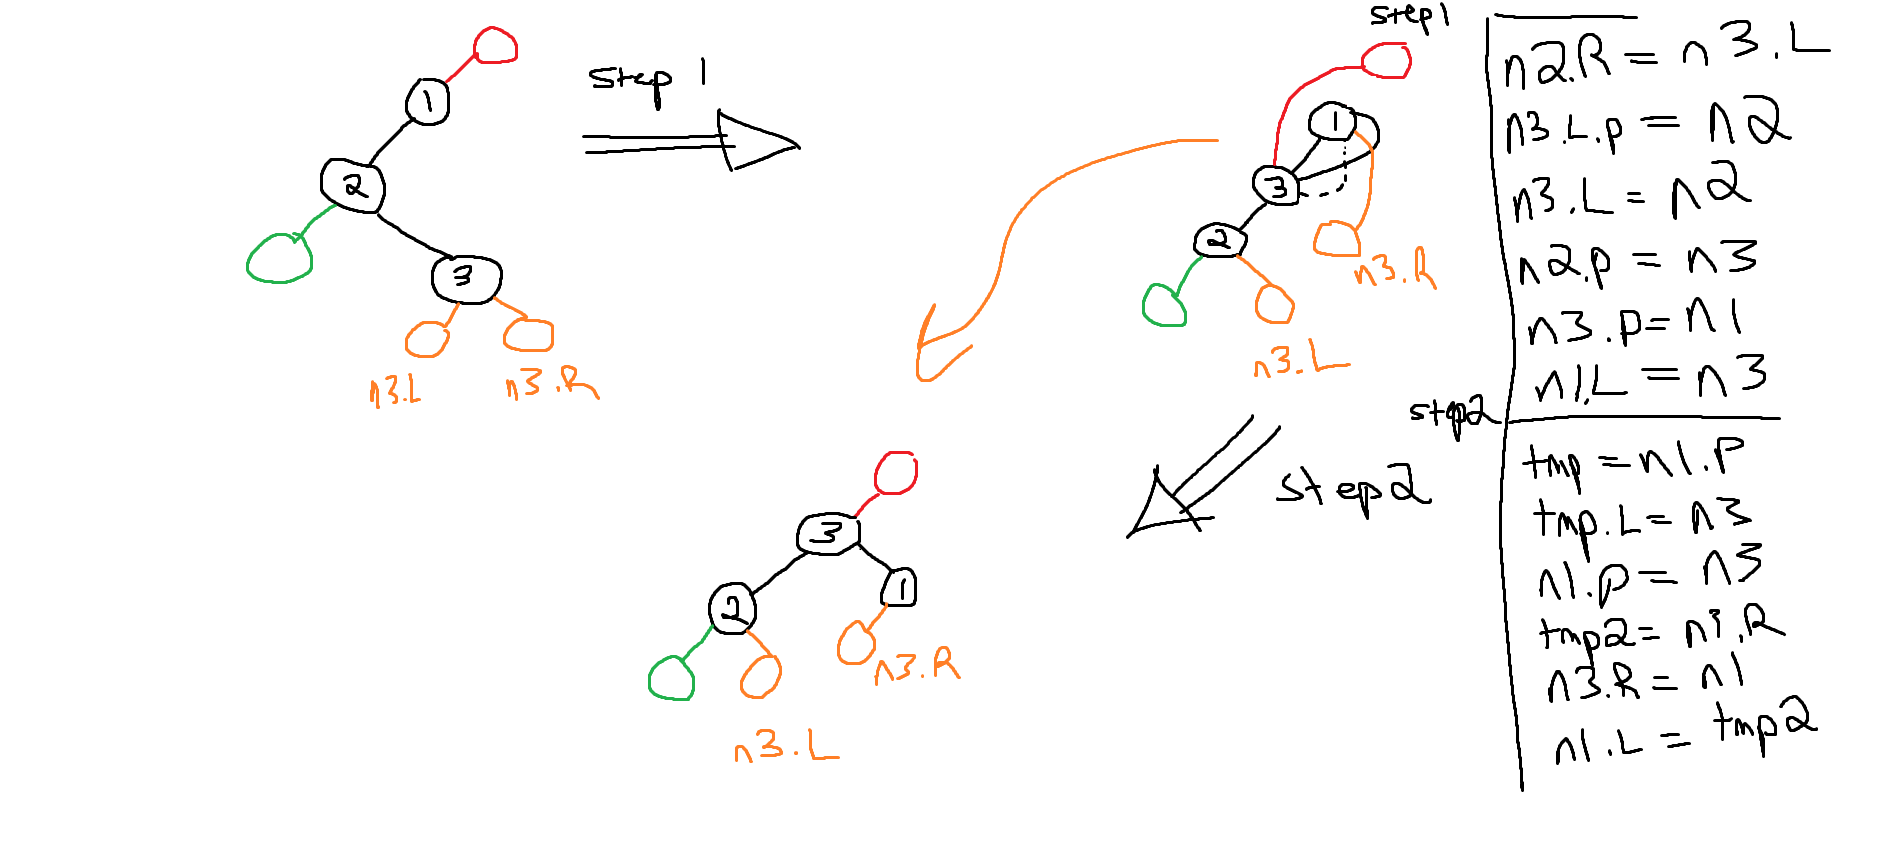 1
2
3
n3.L
n3.R
step 1
step1
1
3
2
n3.R
n3.L
step2
3
2
1
n3.R
n3.L
n2.R = n3.L
n3.L.p = n2
n3.L = n2
n2.p = n3
n3.p = n1
n1.L = n3
step2
tmp = n1.P
tmp.L = n3
n1.p = n3
tmp2 = n3.R
n3.R = n1
n1.L = tmp2